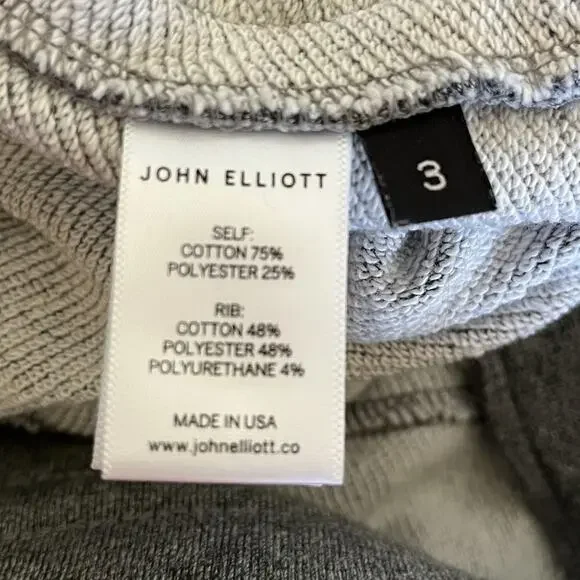 JOHN ELLIOTT
3
SELF:
COTTON 75%
POLYESTER 25%
RIB:
COTTON 48%
POLYESTER 48%
POLYURETHANE 4%
MADE IN USA
www.johnelliott.co